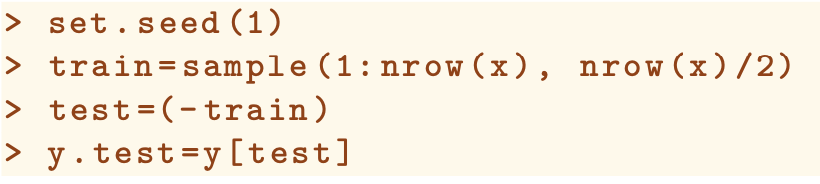 > set.seed(1)
> train=sample(1:nrow(x), nrow(x)/2)
> test=(-train)
> y.test=y[test]